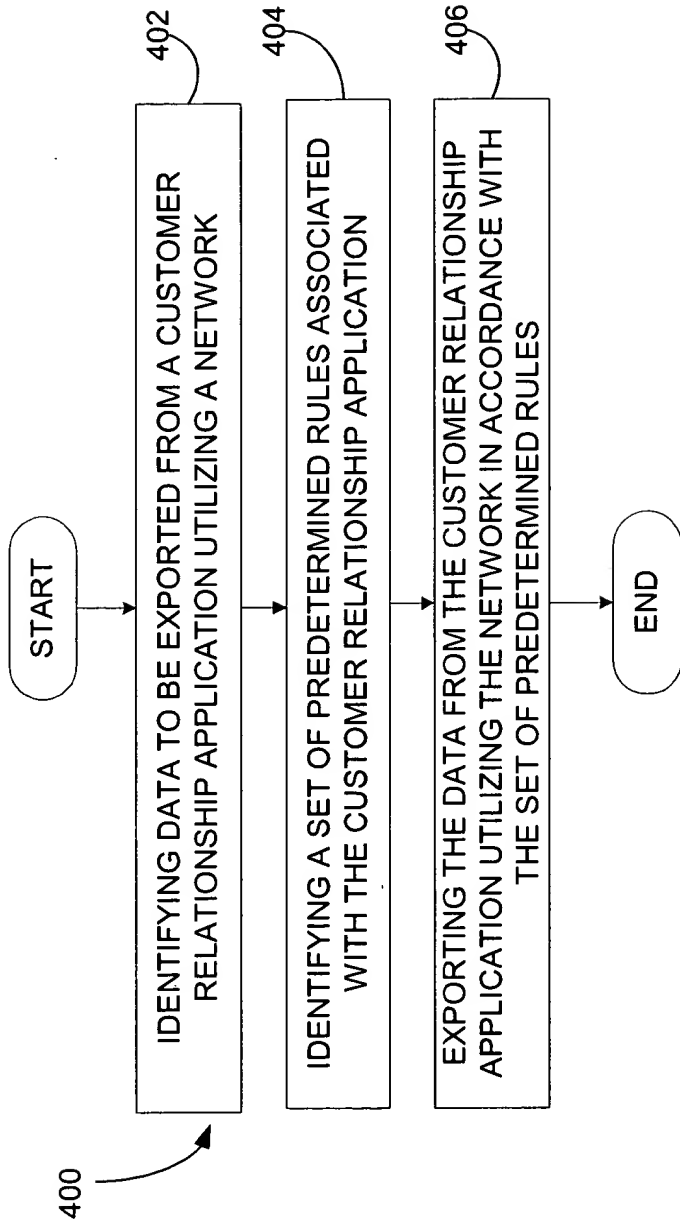 START
400
402
IDENTIFYING DATA TO BE EXPORTED FROM A CUSTOMER
RELATIONSHIP APPLICATION UTILIZING A NETWORK
404
IDENTIFYING A SET OF PREDETERMINED RULES ASSOCIATED
WITH THE CUSTOMER RELATIONSHIP APPLICATION
406
EXPORTING THE DATA FROM THE CUSTOMER RELATIONSHIP
APPLICATION UTILIZING THE NETWORK IN ACCORDANCE WITH
THE SET OF PREDETERMINED RULES
END